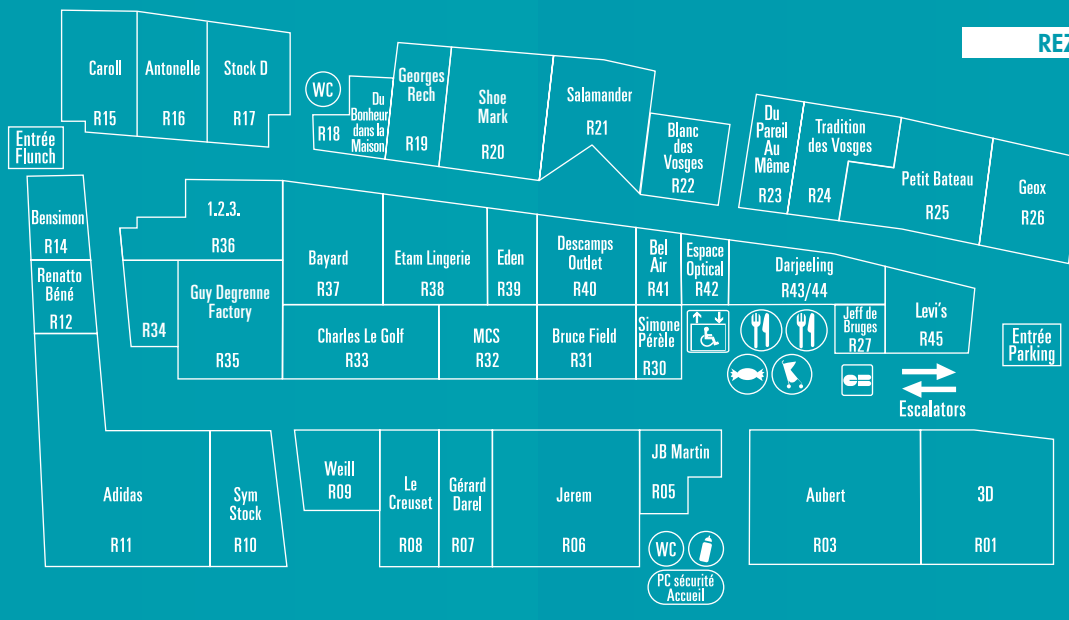 REZ
Caroll
R15
Antonelle
R16
Stock D
R17
WC
R18
Du
Bonheur
dans la
Maison
Georges
Rech
R19
Shoe
Mark
R20
Salamander
R21
Blanc
des
Vosges
R22
Du
Pareil
Au
Même
R23
Tradition
des Vosges
R24
Petit Bateau
R25
Geox
R26
Entrée
Flunch
Bensimon
R14
Renatto
Béné
R12
1.2.3.
R36
R34
Guy Degrenne
Factory
R35
Bayard
R37
Etam Lingerie
R38
Eden
R39
Descamps
Outlet
R40
Bel
Air
R41
Espace
Optical
R42
Darjeeling
R43/44
Levi's
R45
Charles Le Golf
R33
MCS
R32
Bruce Field
R31
Simone
Pérèle
R30
Jeff de
Bruges
R27
Entrée
Parking
Escalators
Adidas
R11
Sym
Stock
R10
Weill
R09
Le
Creuset
R08
Gérard
Darel
R07
Jerem
R06
JB Martin
R05
Aubert
R03
3D
R01
WC
PC sécurité
Accueil